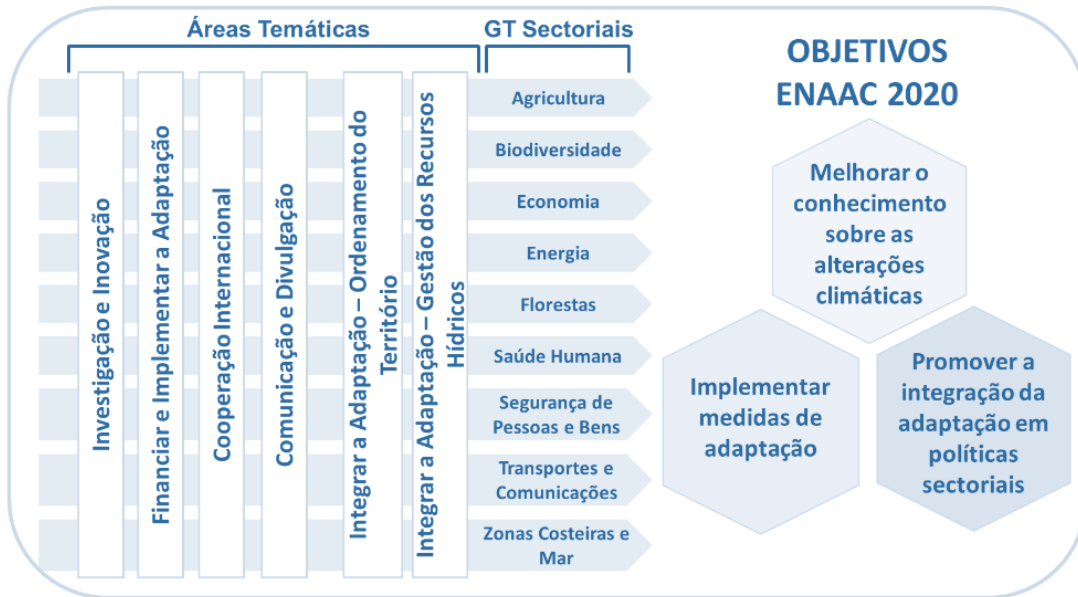 Áreas Temáticas
GT Sectoriais
Investigação e Inovação
Financiar e Implementar a Adaptação
Cooperação Internacional
Comunicação e Divulgação
Integrar a Adaptação – Ordenamento do
Território
Integrar a Adaptação – Gestão dos Recursos
Hídricos
Agricultura
Biodiversidade
Economia
Energia
Florestas
Saúde Humana
Segurança de
Pessoas e Bens
Transportes e
Comunicações
Zonas Costeiras e
Mar
OBJETIVOS
ENAAC 2020
Melhorar o
conhecimento
sobre as
alterações
climáticas
Implementar
medidas de
adaptação
Promover a
integração da
adaptação em
políticas
sectoriais